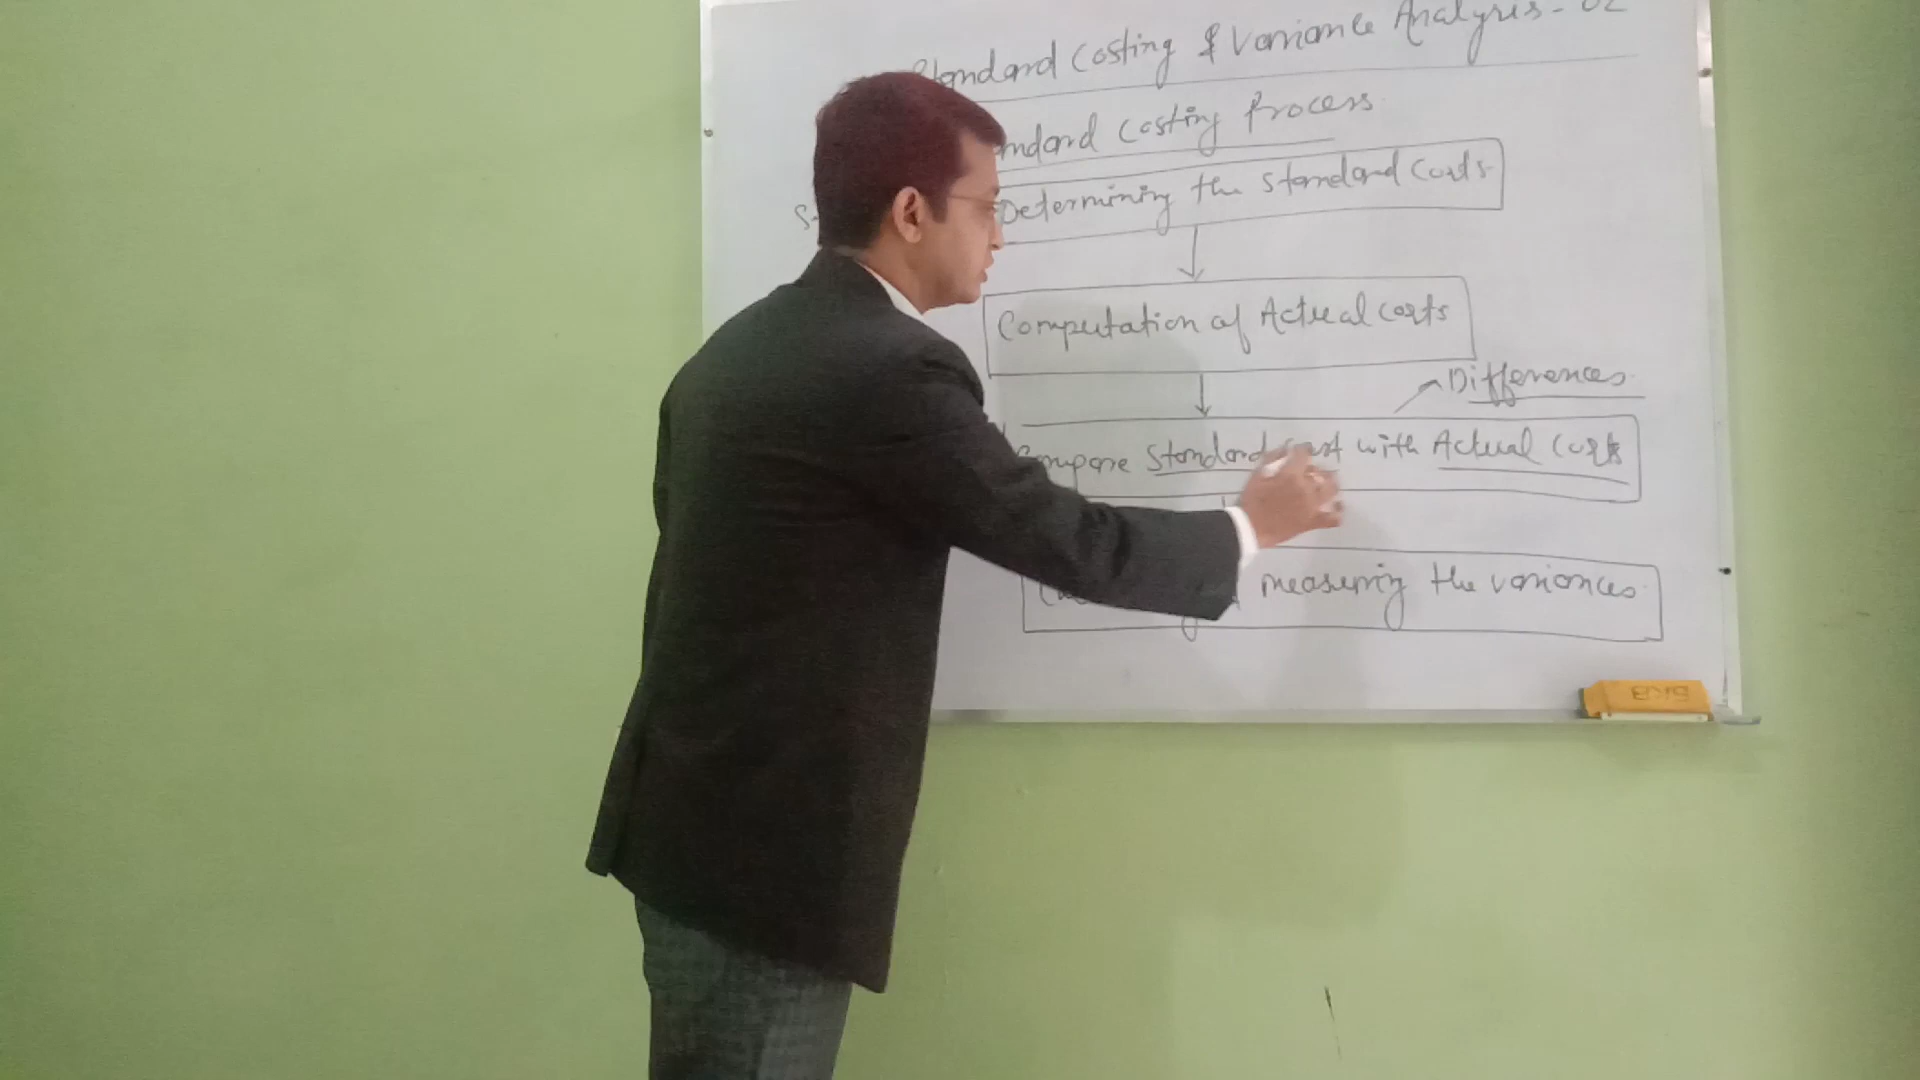 Standard Costing & Variance Analysis - 02
Standard Costing Process
Determining the Standard Costs
Computation of Actual Costs
Differences
Compare Standard Cost with Actual Costs
measuring the variances